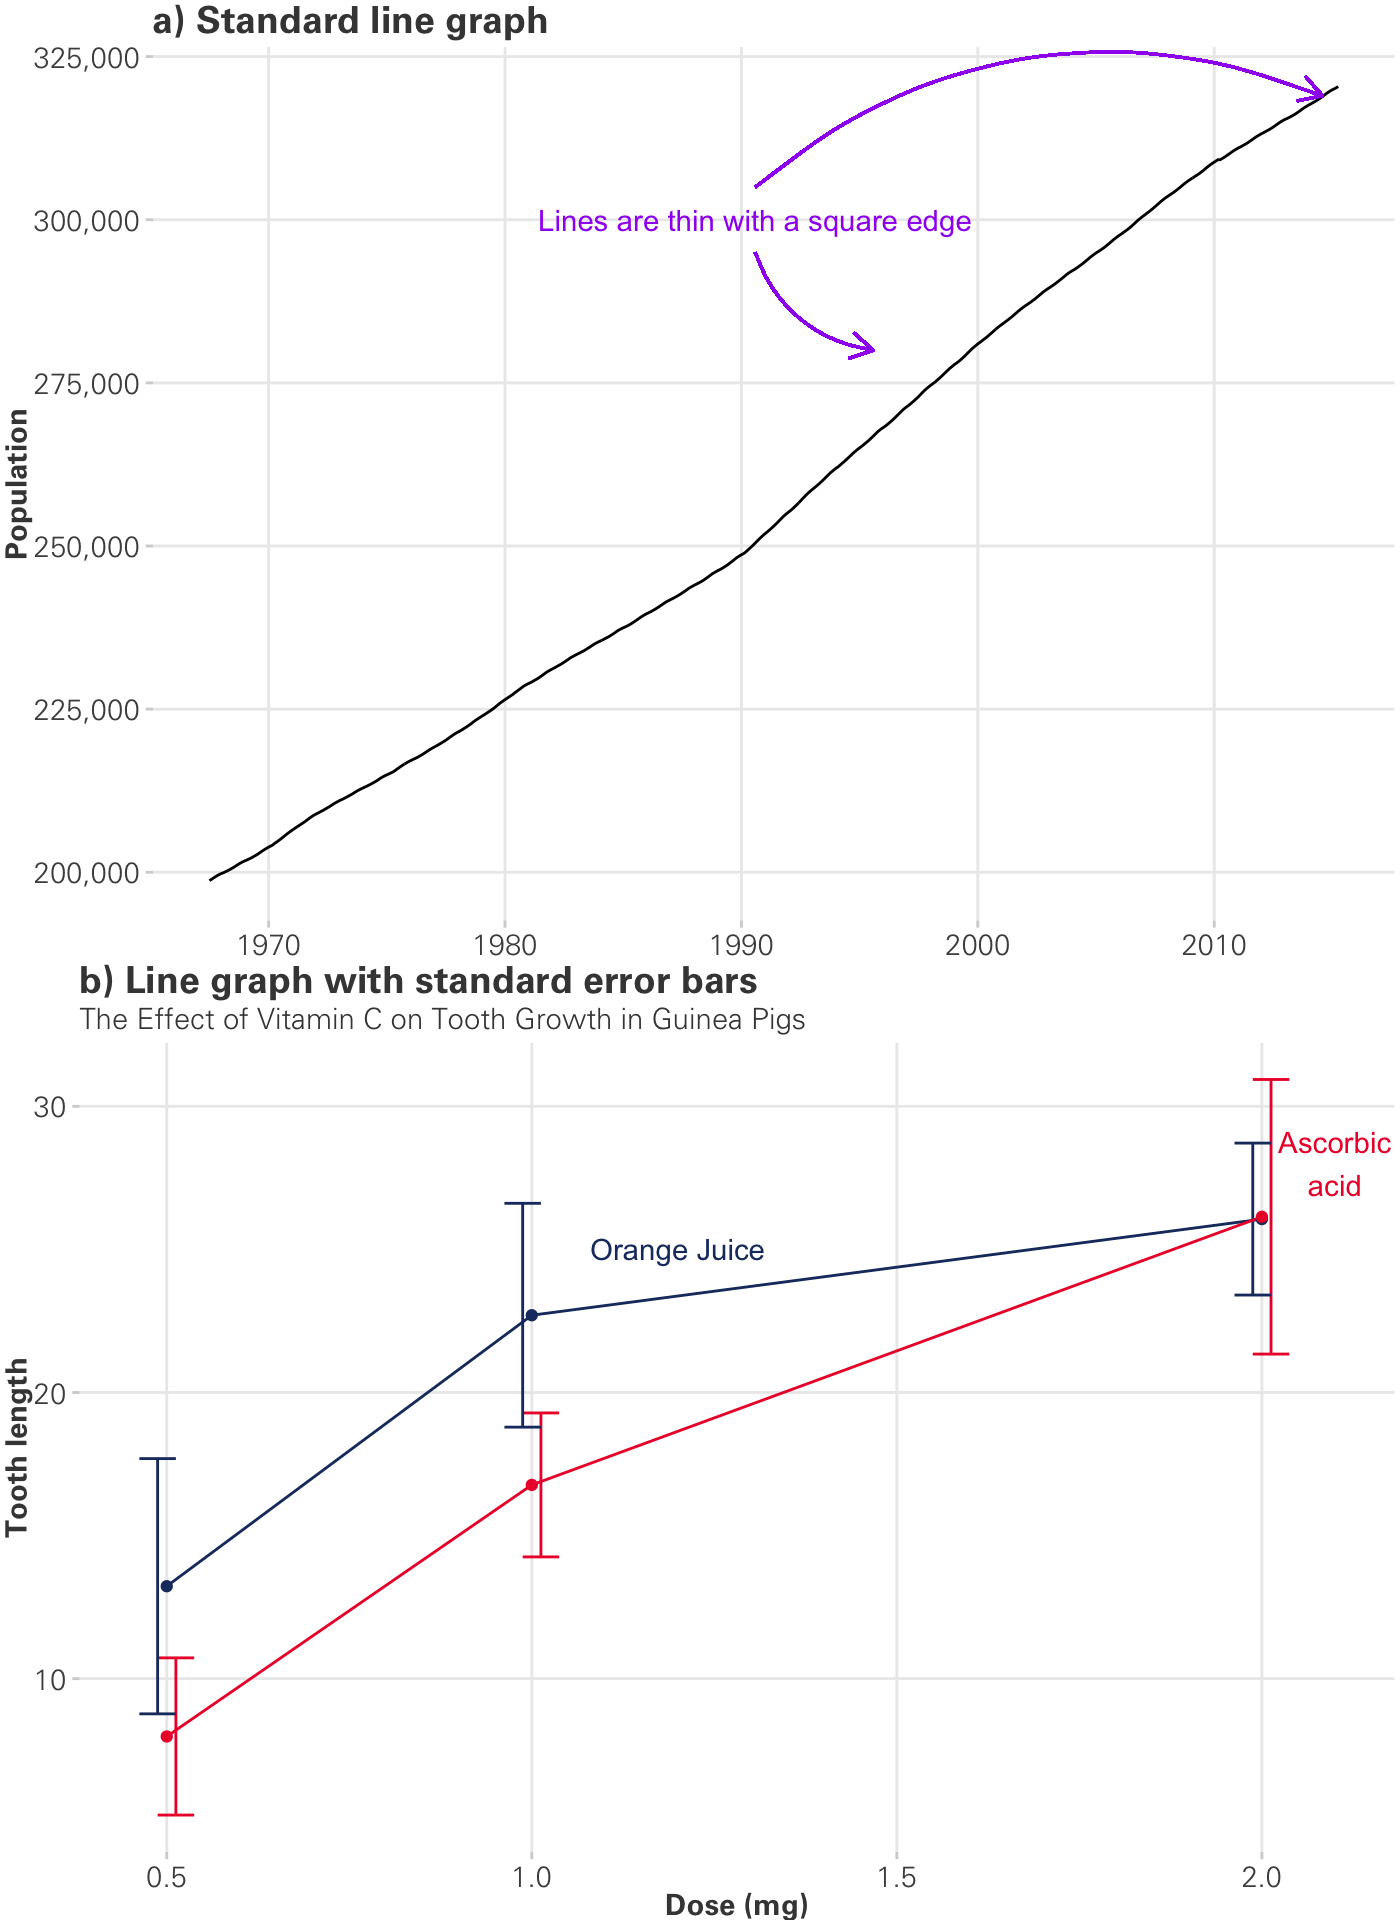 a) Standard line graph
325,000
300,000
275,000
250,000
225,000
200,000
Population
Lines are thin with a square edge
1970 1980 1990 2000 2010
b) Line graph with standard error bars
The Effect of Vitamin C on Tooth Growth in Guinea Pigs
30
20
10
Tooth length
Orange Juice
Ascorbic
acid
0.5 1.0 1.5 2.0
Dose (mg)